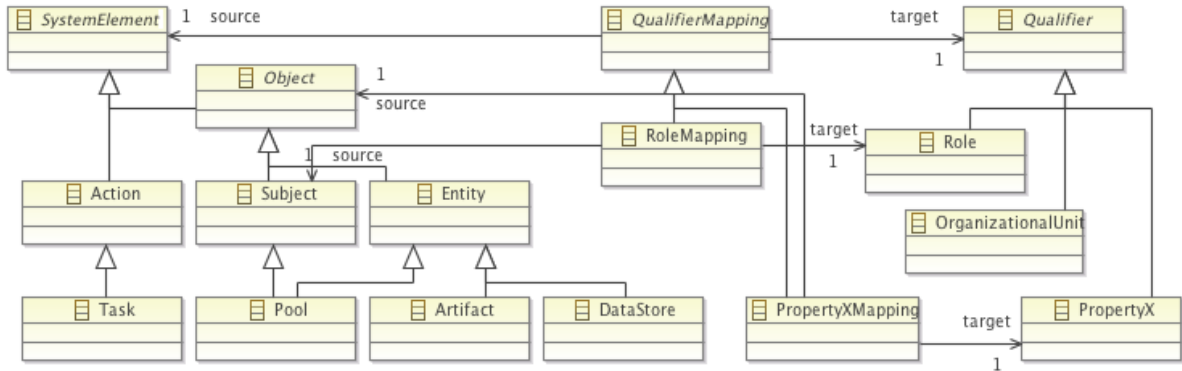 SystemElement
1 source
QualifierMapping
target
1
Qualifier
Object
1
source
RoleMapping
target
1
Role
1 source
Action
Subject
Entity
OrganizationalUnit
Task
Pool
Artifact
DataStore
PropertyXMapping
target
1
PropertyX